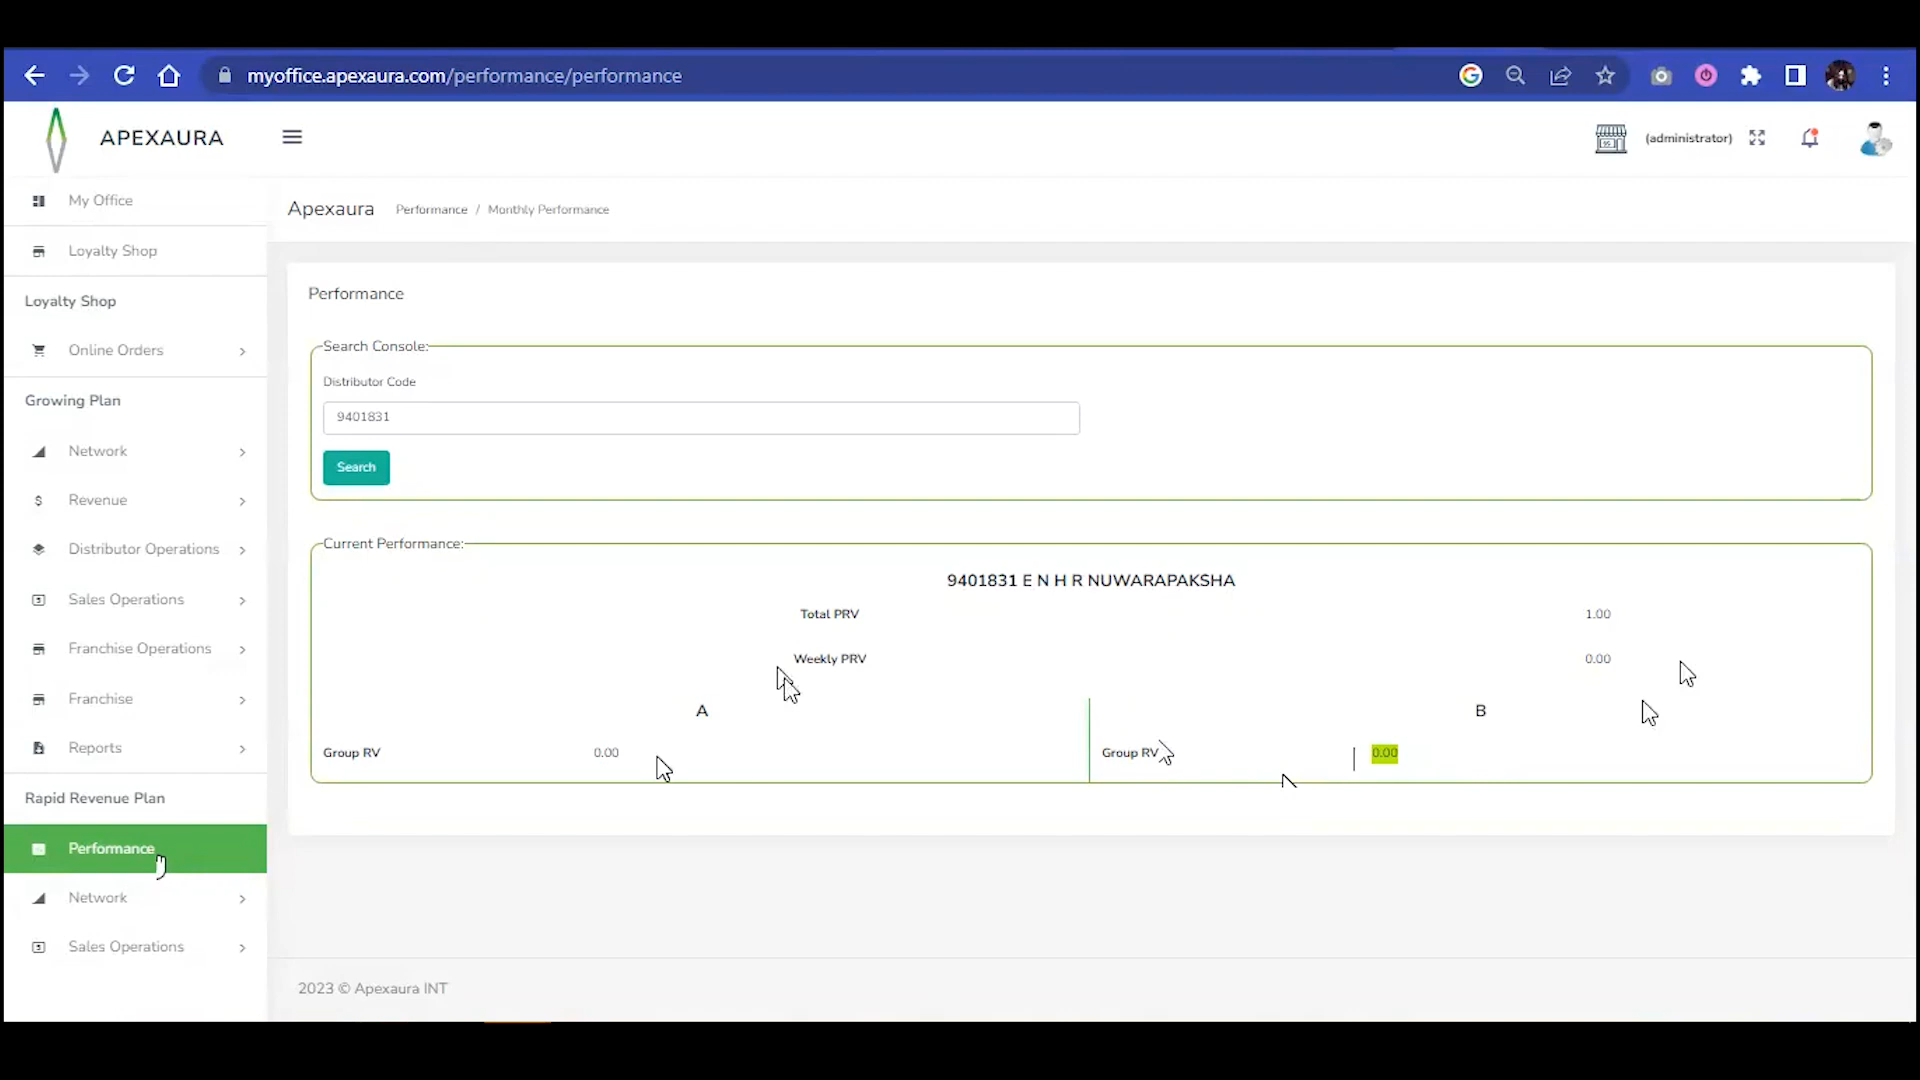 myoffice.apexaura.com/performance/performance
APEXAURA
(administrator)
My Office
Loyalty Shop
Loyalty Shop
Online Orders
Growing Plan
Network
Revenue
Distributor Operations
Sales Operations
Franchise Operations
Franchise
Reports
Rapid Revenue Plan
Performance
Network
Sales Operations
Apexaura Performance / Monthly Performance
Performance
Search Console:
Distributor Code
9401831
Search
Current Performance:
9401831 E N H R NUWARAPAKSHA
Total PRV 1.00
Weekly PRV 0.00
A B
Group RV 0.00 Group RV 0.00
2023 © Apexaura INT